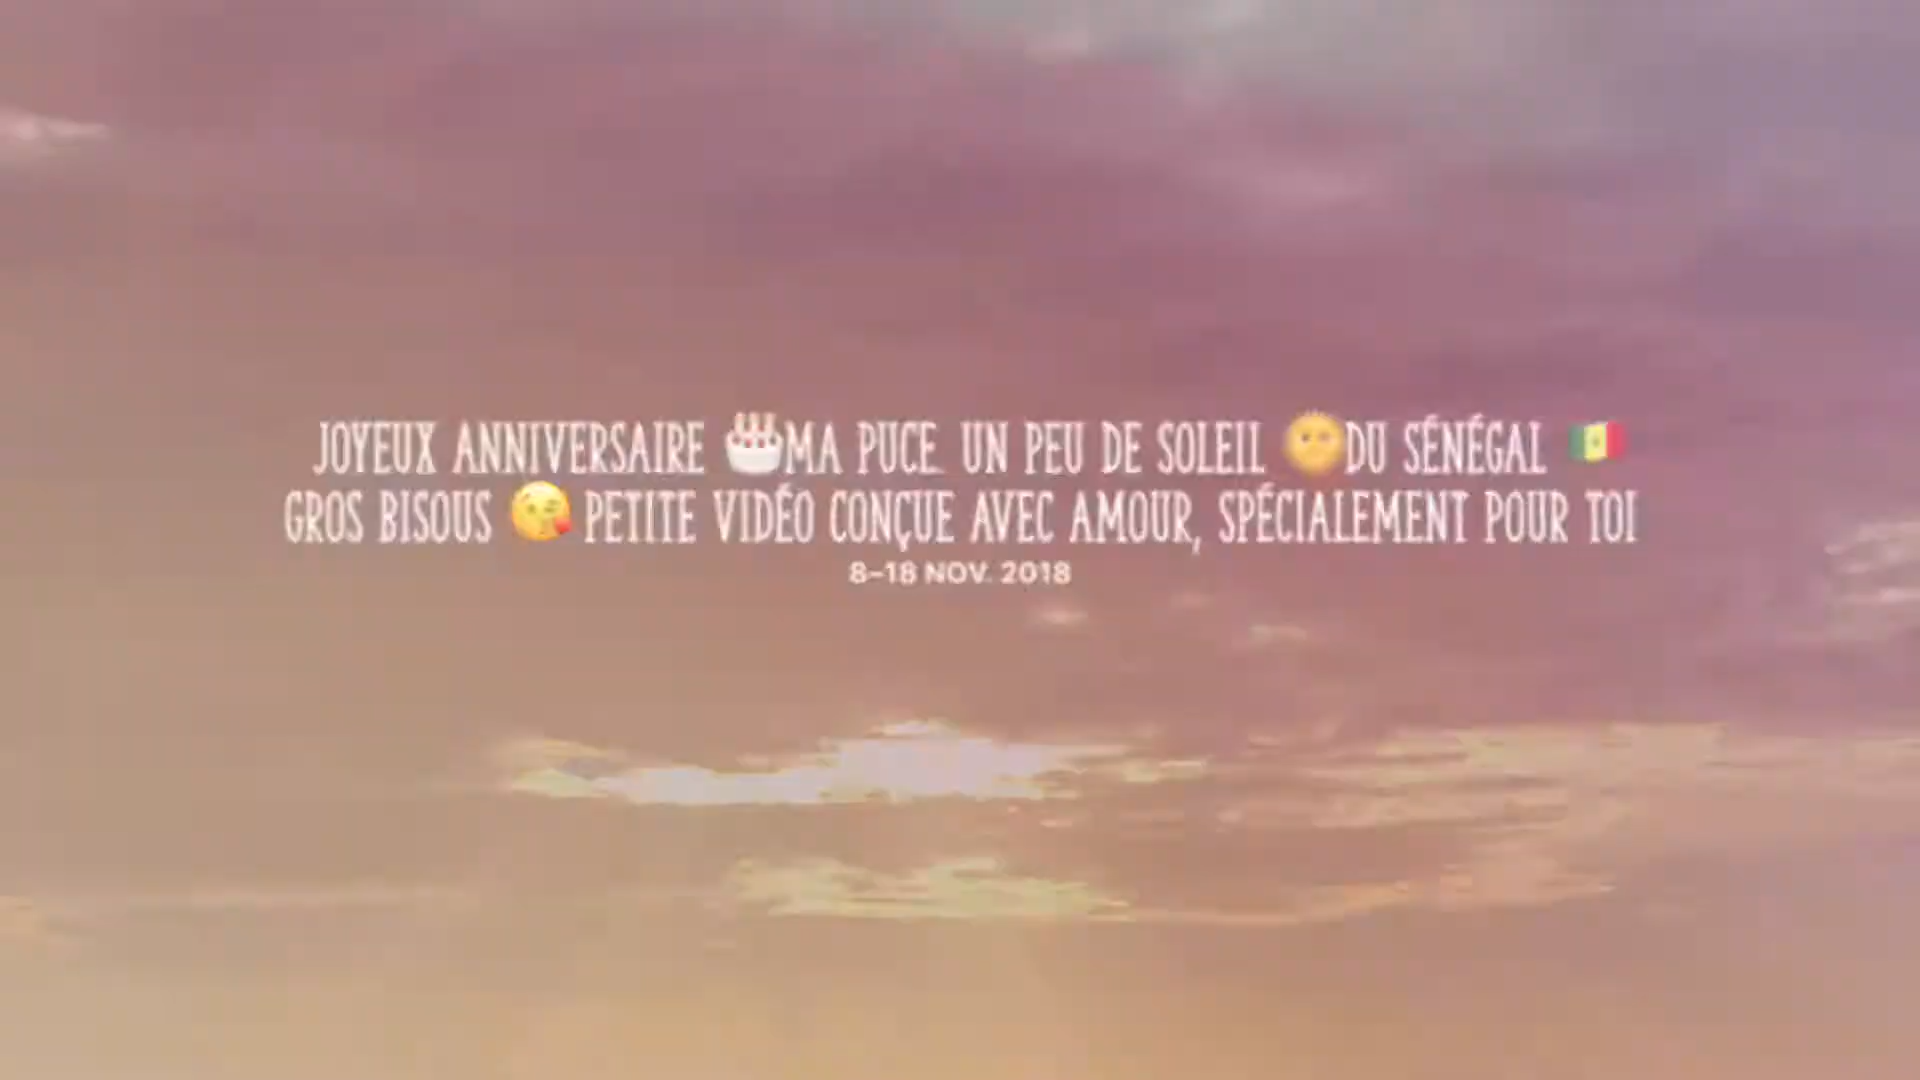 JOYEUX ANNIVERSAIRE 🎂MA PUCE. UN PEU DE SOLEIL 🌞DU SÉNÉGAL 🇸🇳
GROS BISOUS 😘 PETITE VIDÉO CONÇUE AVEC AMOUR, SPÉCIALEMENT POUR TOI
8–18 NOV. 2018